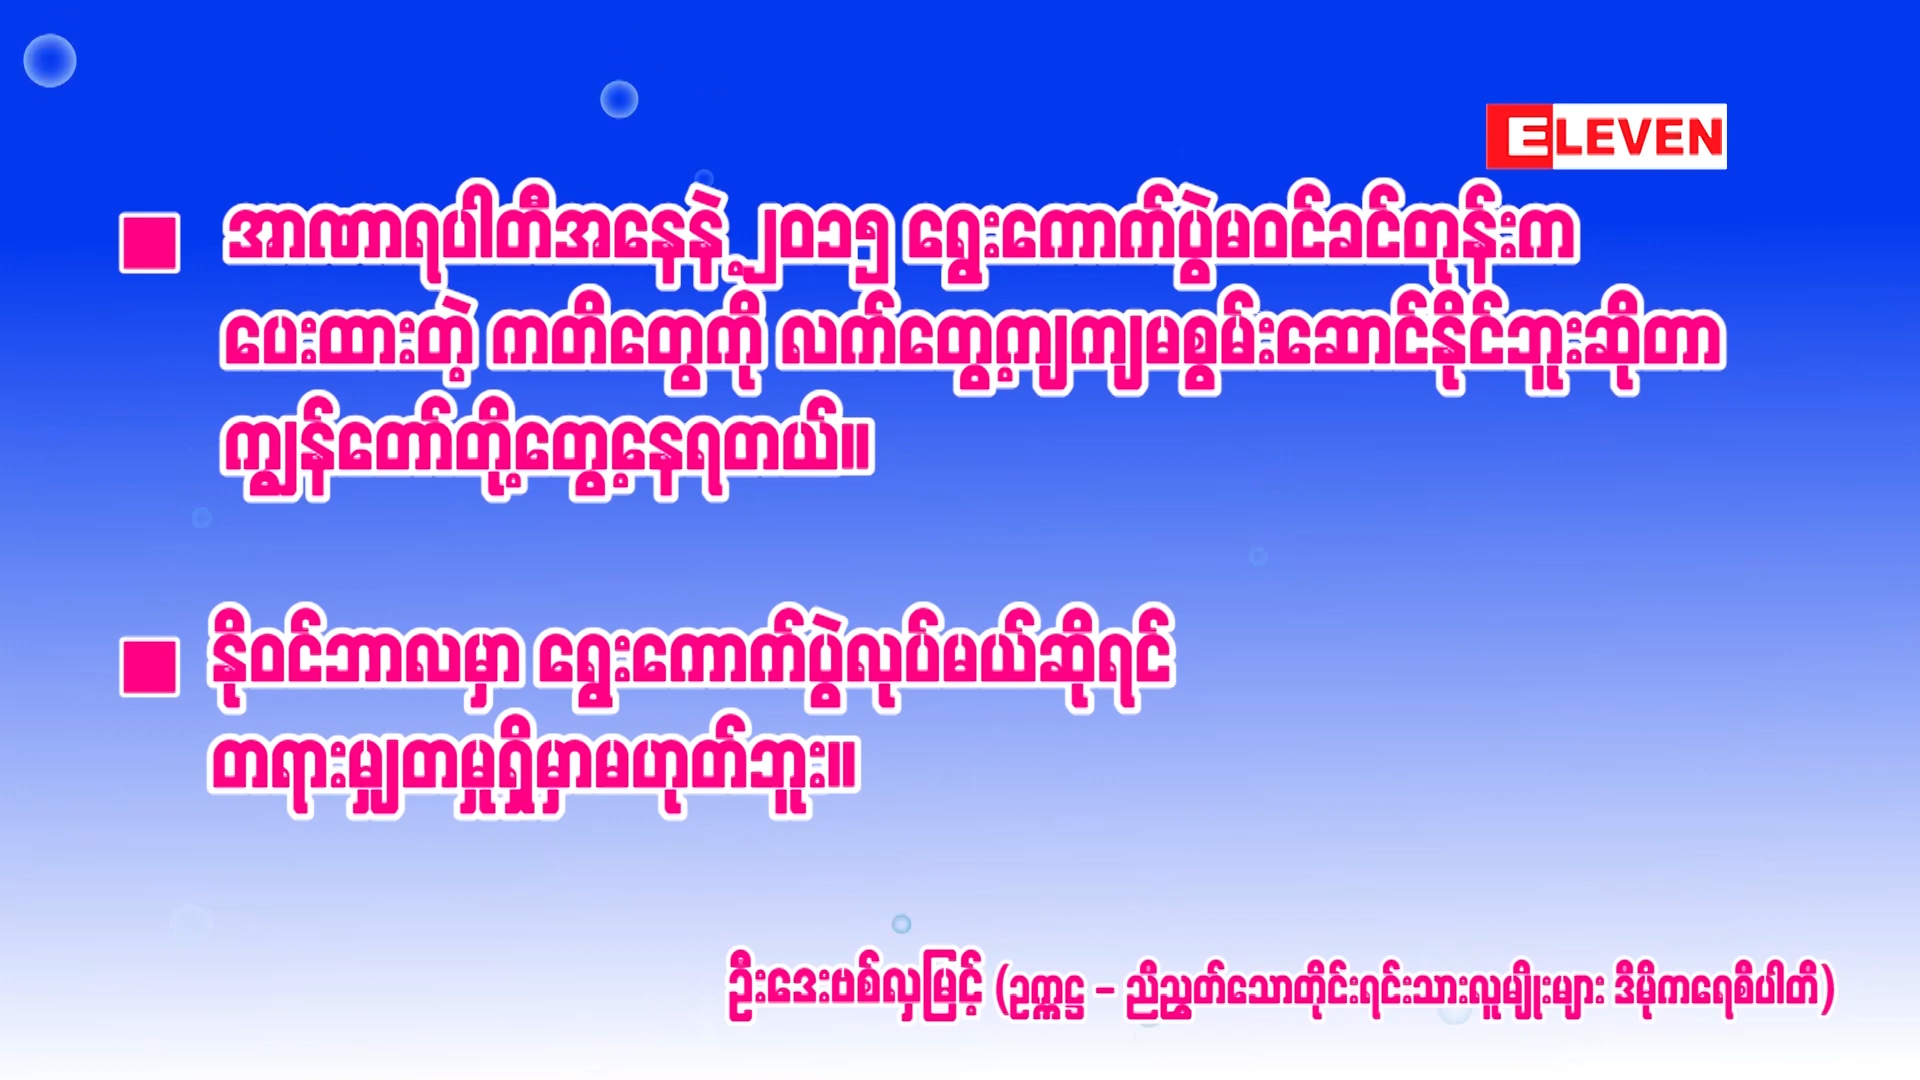 ELEVEN
အာဏာရပါတီအနေနဲ့ ၂၀၁၅ ရွေးကောက်ပွဲမဝင်ခင်တုန်းက
ပေးထားတဲ့ ကတိတွေကို လက်တွေ့ကျကျမစွမ်းဆောင်နိုင်ဘူးဆိုတာ
ကျွန်တော်တို့တွေ့နေရတယ်။
နိုဝင်ဘာလမှာ ရွေးကောက်ပွဲလုပ်မယ်ဆိုရင်
တရားမျှတမှုရှိမှာမဟုတ်ဘူး။
ဦးဒေးဗစ်လှမြင့် (ဥက္ကဋ္ဌ – ညီညွတ်သောတိုင်းရင်းသားလူမျိုးများ ဒီမိုကရေစီပါတီ)